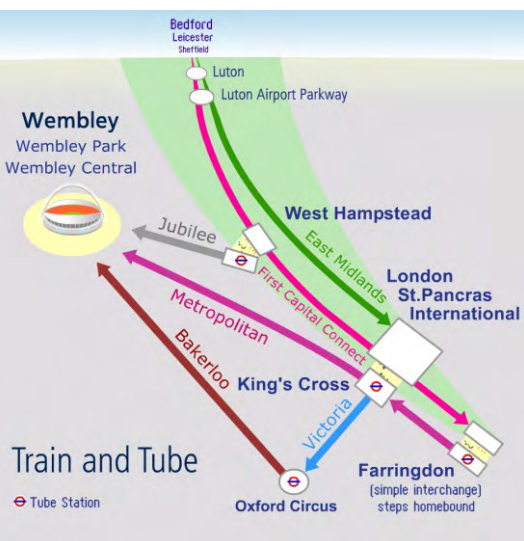 Bedford
Leicester
Sheffield
Luton
Luton Airport Parkway
Wembley
Wembley Park
Wembley Central
West Hampstead
Jubilee
East Midlands
London
St.Pancras
International
First Capital Connect
Metropolitan
Bakerloo
King's Cross
Victoria
Train and Tube
Farringdon
(simple interchange)
steps homebound
Tube Station
Oxford Circus